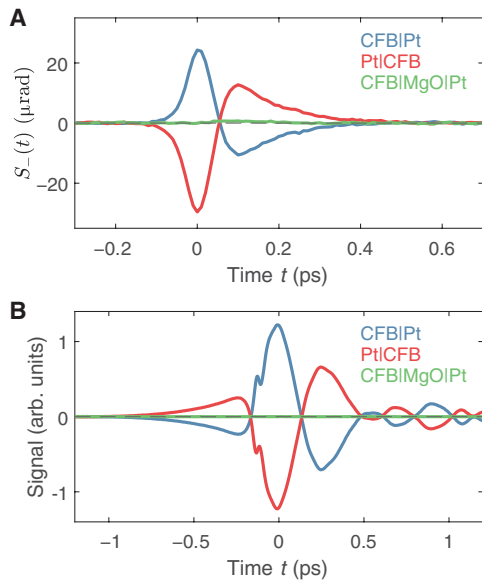 A
CFB|Pt
Pt|CFB
CFB|MgO|Pt
S₋(t) (μrad)
20
0
-20
-0.2 0 0.2 0.4 0.6
Time t (ps)
B
CFB|Pt
Pt|CFB
CFB|MgO|Pt
Signal (arb. units)
1
0
-1
-1 -0.5 0 0.5 1
Time t (ps)